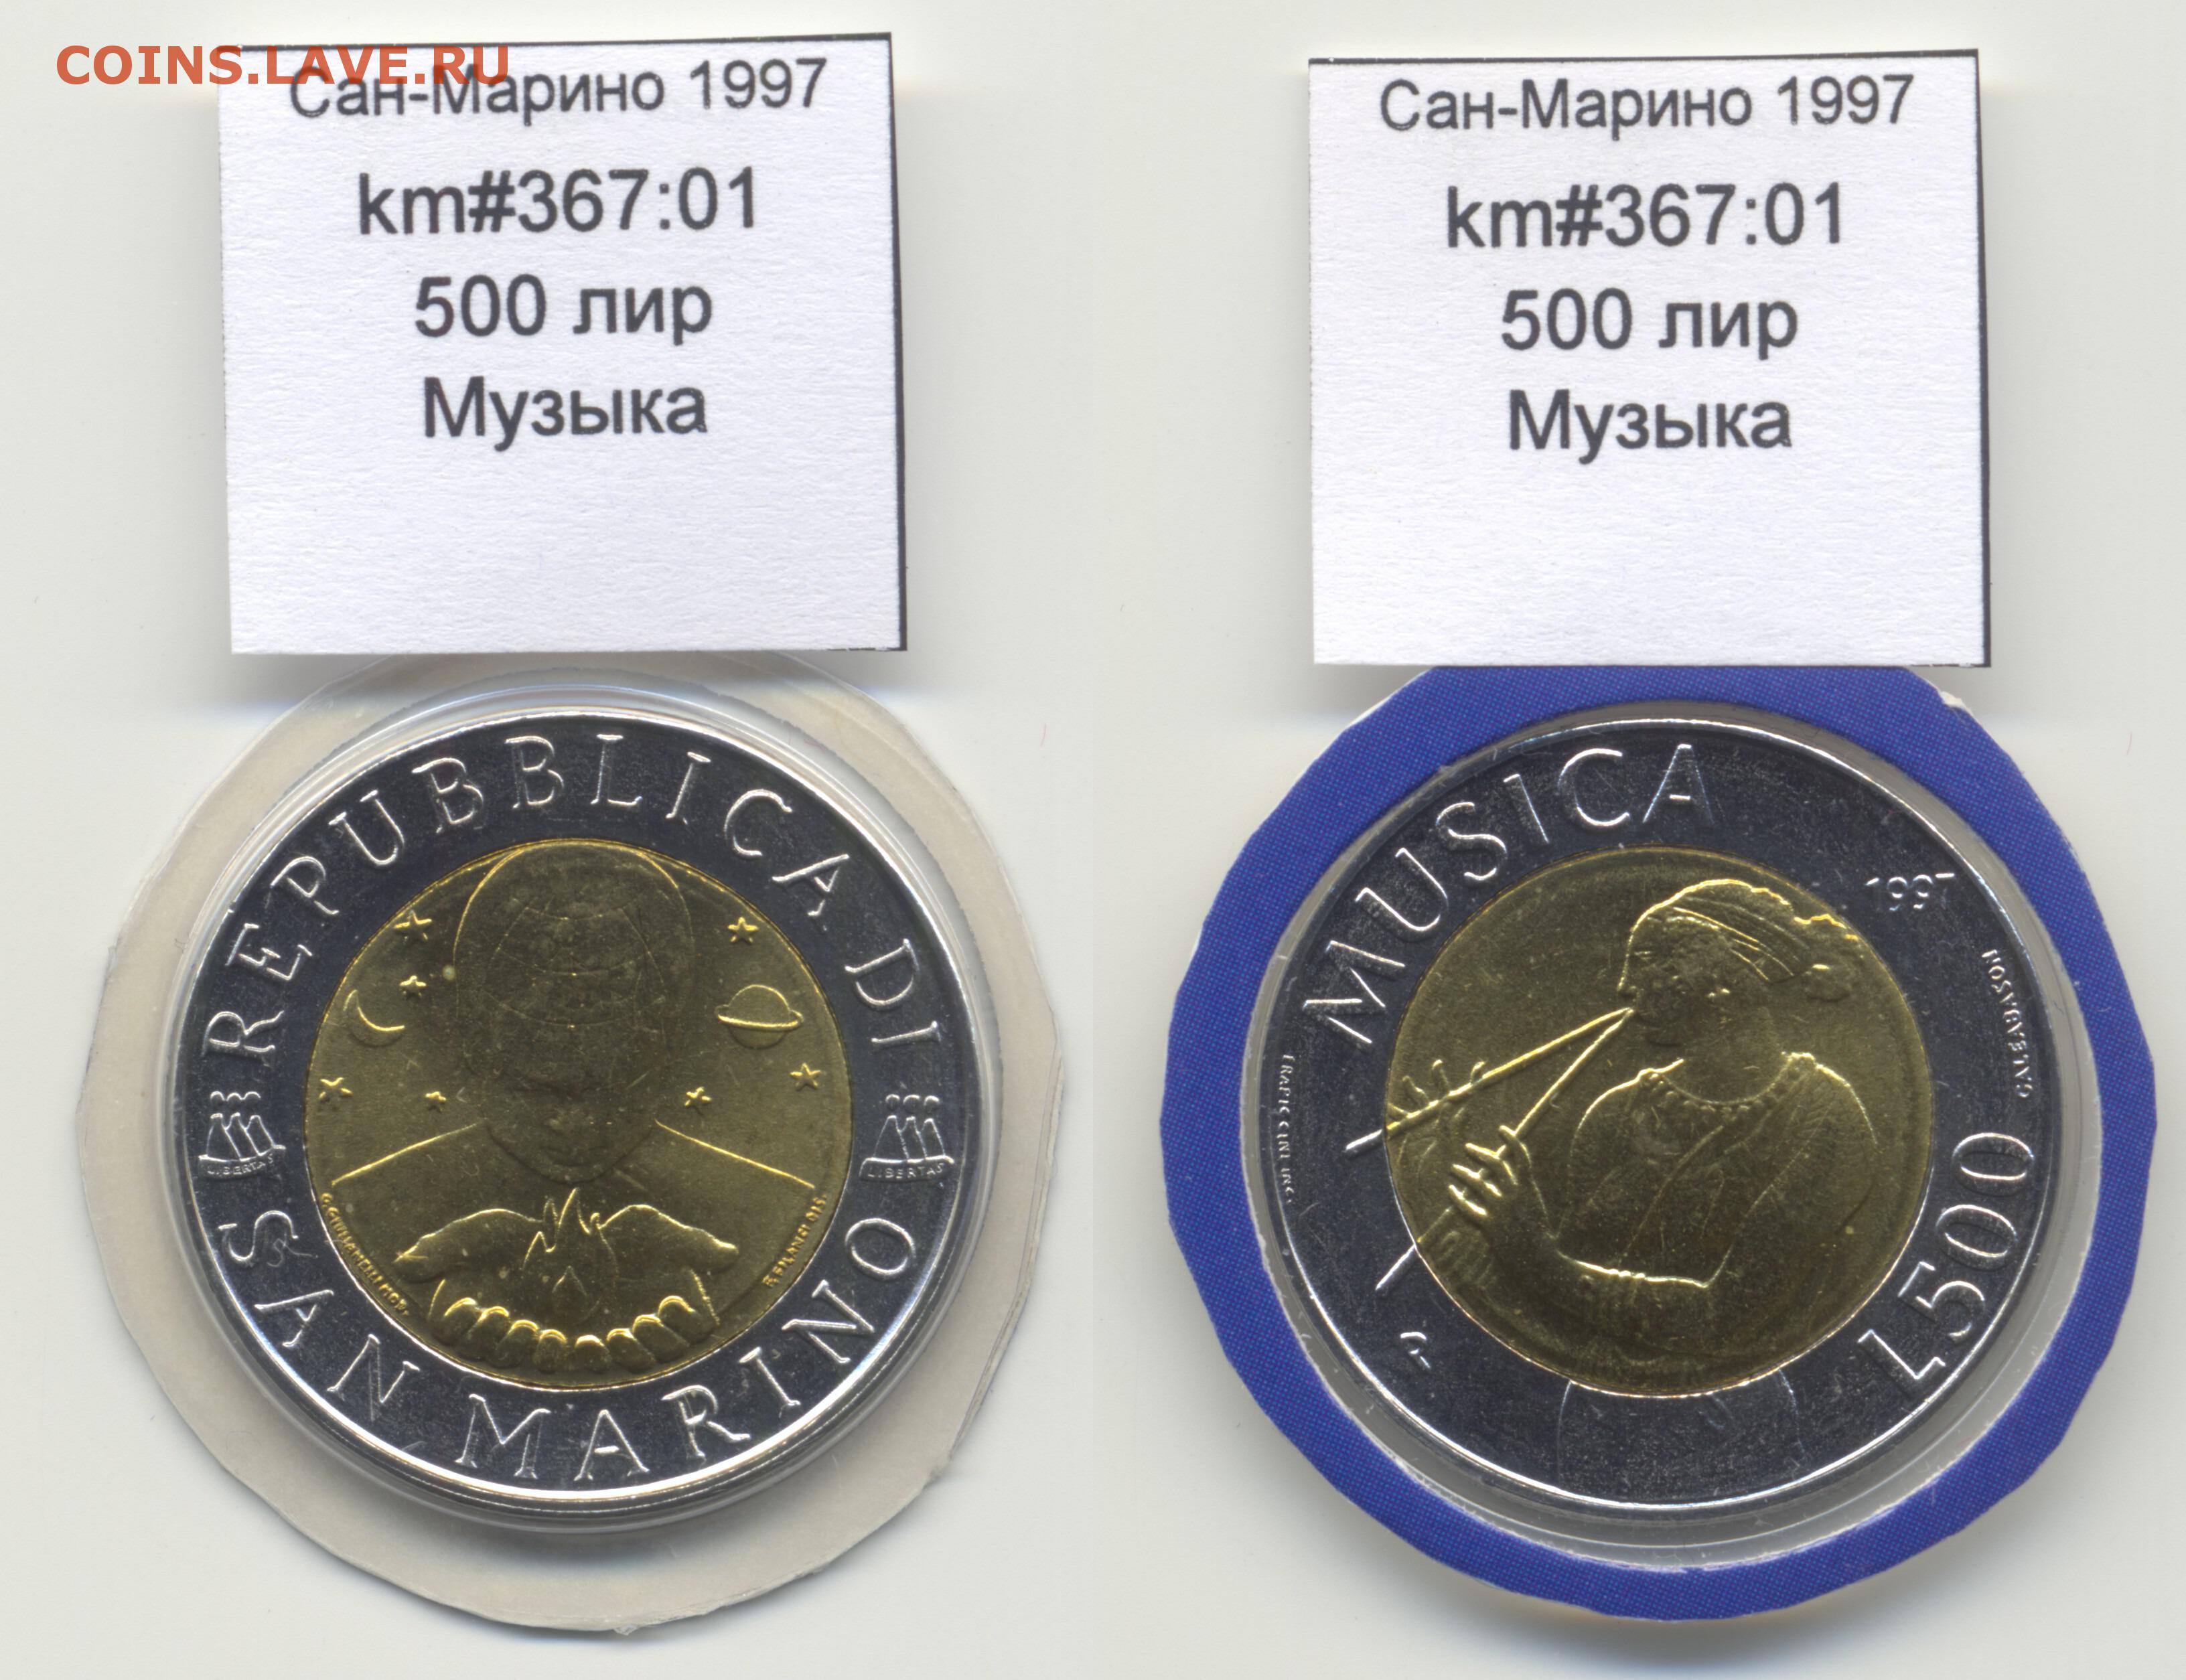 COINS.LAVE.RU
Сан-Марино 1997
km#367:01
500 лир
Музыка
Сан-Марино 1997
km#367:01
500 лир
Музыка
REPUBBLICA DI
SAN MARINO
LIBERTAS
LIBERTAS
MUSICA
1997
L.500
R